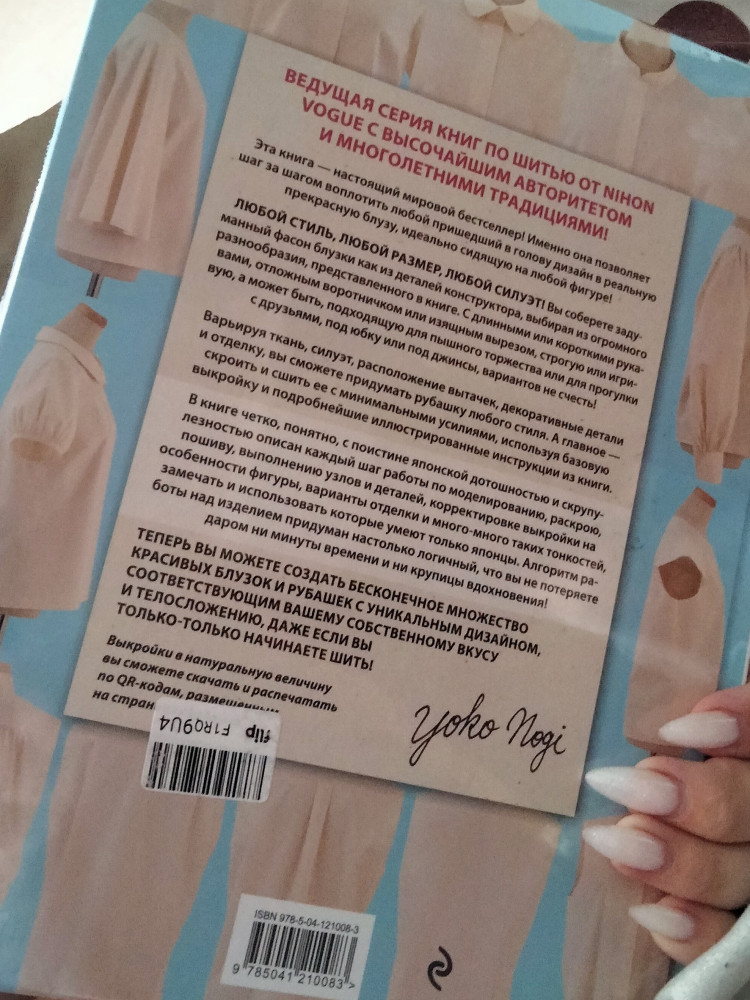 ВЕДУЩАЯ СЕРИЯ КНИГ ПО ШИТЬЮ ОТ NIHON
VOGUE С ВЫСОЧАЙШИМ АВТОРИТЕТОМ
И МНОГОЛЕТНИМИ ТРАДИЦИЯМИ!
Эта книга — настоящий мировой бестселлер! Именно она позволяет
шаг за шагом воплотить любой пришедший в голову дизайн в реальную
прекрасную блузу, идеально сидящую на любой фигуре!
ЛЮБОЙ СТИЛЬ, ЛЮБОЙ РАЗМЕР, ЛЮБОЙ СИЛУЭТ! Вы соберете заду-
манный фасон блузки как из деталей конструктора, выбирая из огромного
разнообразия, представленного в книге. С длинными или короткими рука-
вами, отложным воротничком или изящным вырезом, строгую или игри-
вую, а может быть, подходящую для пышного торжества или для прогулки
с друзьями, под юбку или под джинсы, вариантов не счесть!
Варьируя ткань, силуэт, расположение вытачек, декоративные детали
и отделку, вы сможете придумать рубашку любого стиля. А главное —
скроить и сшить ее с минимальными усилиями, используя базовую
выкройку и подробнейшие иллюстрированные инструкции из книги.
В книге четко, понятно, с поистине японской дотошностью и скрупу-
лезностью описан каждый шаг работы по моделированию, раскрою,
пошиву, выполнению узлов и деталей, корректировке выкройки на
особенности фигуры, варианты отделки и много-много таких тонкостей,
замечать и использовать которые умеют только японцы. Алгоритм ра-
боты над изделием придуман настолько логичный, что вы не потеряете
даром ни минуты времени и ни крупицы вдохновения!
ТЕПЕРЬ ВЫ МОЖЕТЕ СОЗДАТЬ БЕСКОНЕЧНОЕ МНОЖЕСТВО
КРАСИВЫХ БЛУЗОК И РУБАШЕК С УНИКАЛЬНЫМ ДИЗАЙНОМ,
СООТВЕТСТВУЮЩИМ ВАШЕМУ СОБСТВЕННОМУ ВКУСУ
И ТЕЛОСЛОЖЕНИЮ, ДАЖЕ ЕСЛИ ВЫ
ТОЛЬКО-ТОЛЬКО НАЧИНАЕТЕ ШИТЬ!
Выкройки в натуральную величину
вы сможете скачать и распечатать
по QR-кодам, размещенным
на стран
Yoko Nogi
flip F1RQ9U4
ISBN 978-5-04-121008-3
9 785041 210083 >